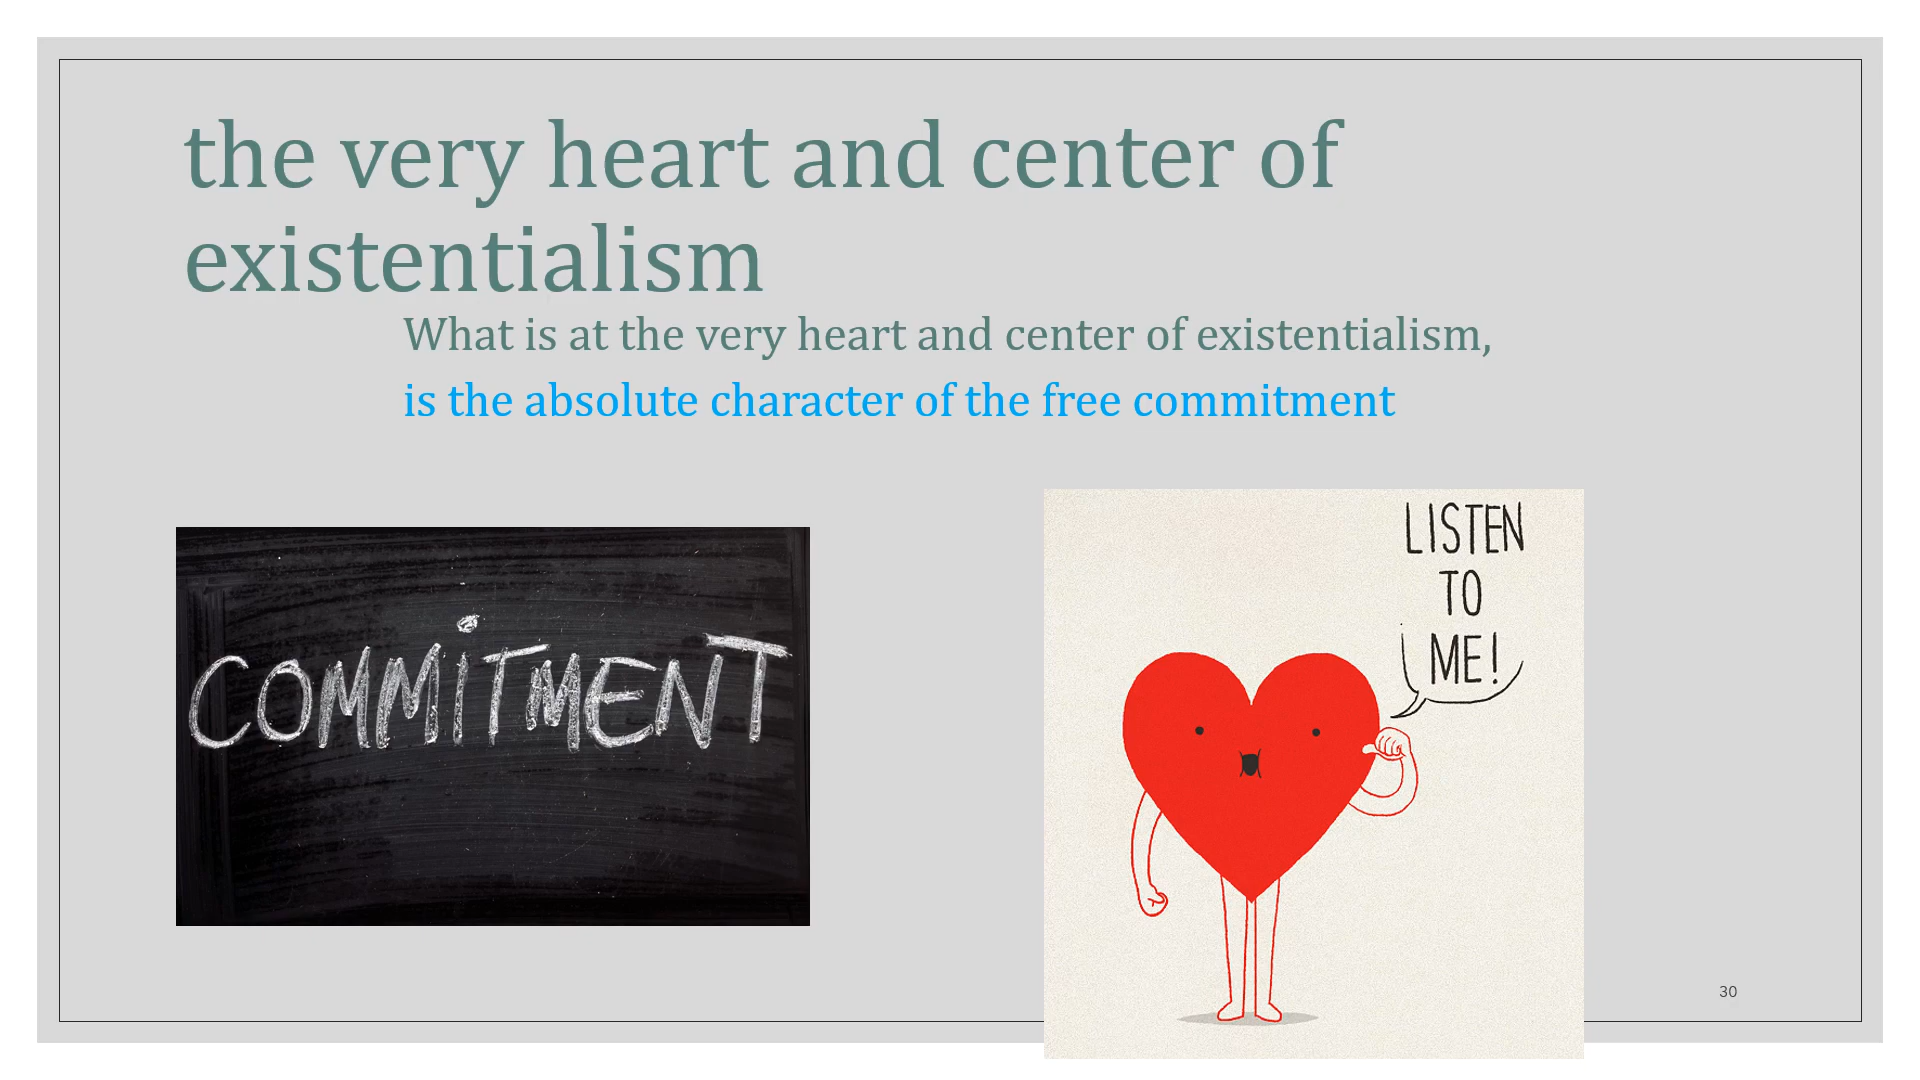 the very heart and center of
existentialism
What is at the very heart and center of existentialism,
is the absolute character of the free commitment
COMMiTMENT
LISTEN
TO
ME!
30